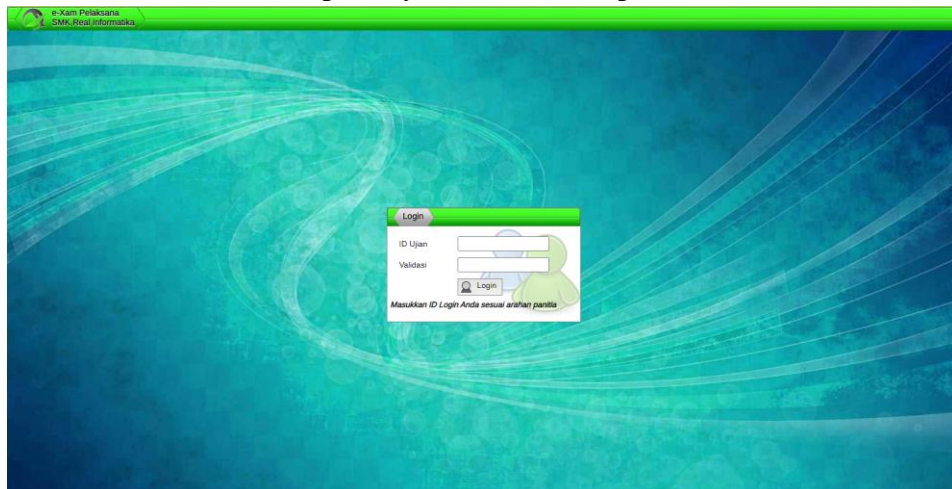 e-Xam Pelaksana
SMK Real Informatika
Login
ID Ujian
Validasi
Login
Masukkan ID Login Anda sesuai arahan panitia